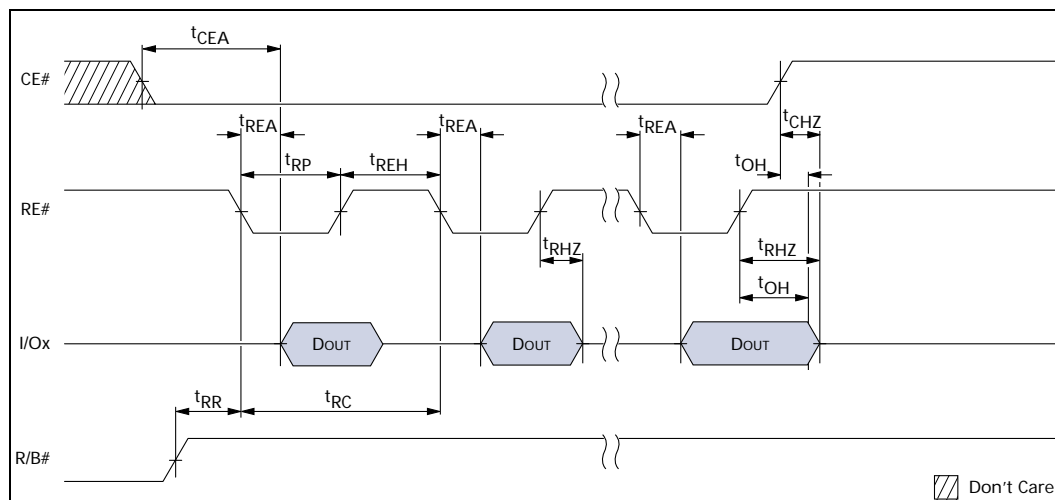 tCEA
CE#
tREA
tREA
tREA
tCHZ
tRP
tREH
tOH
RE#
tRHZ
tRHZ
tOH
I/Ox
DOUT
DOUT
DOUT
tRR
tRC
R/B#
Don't Care